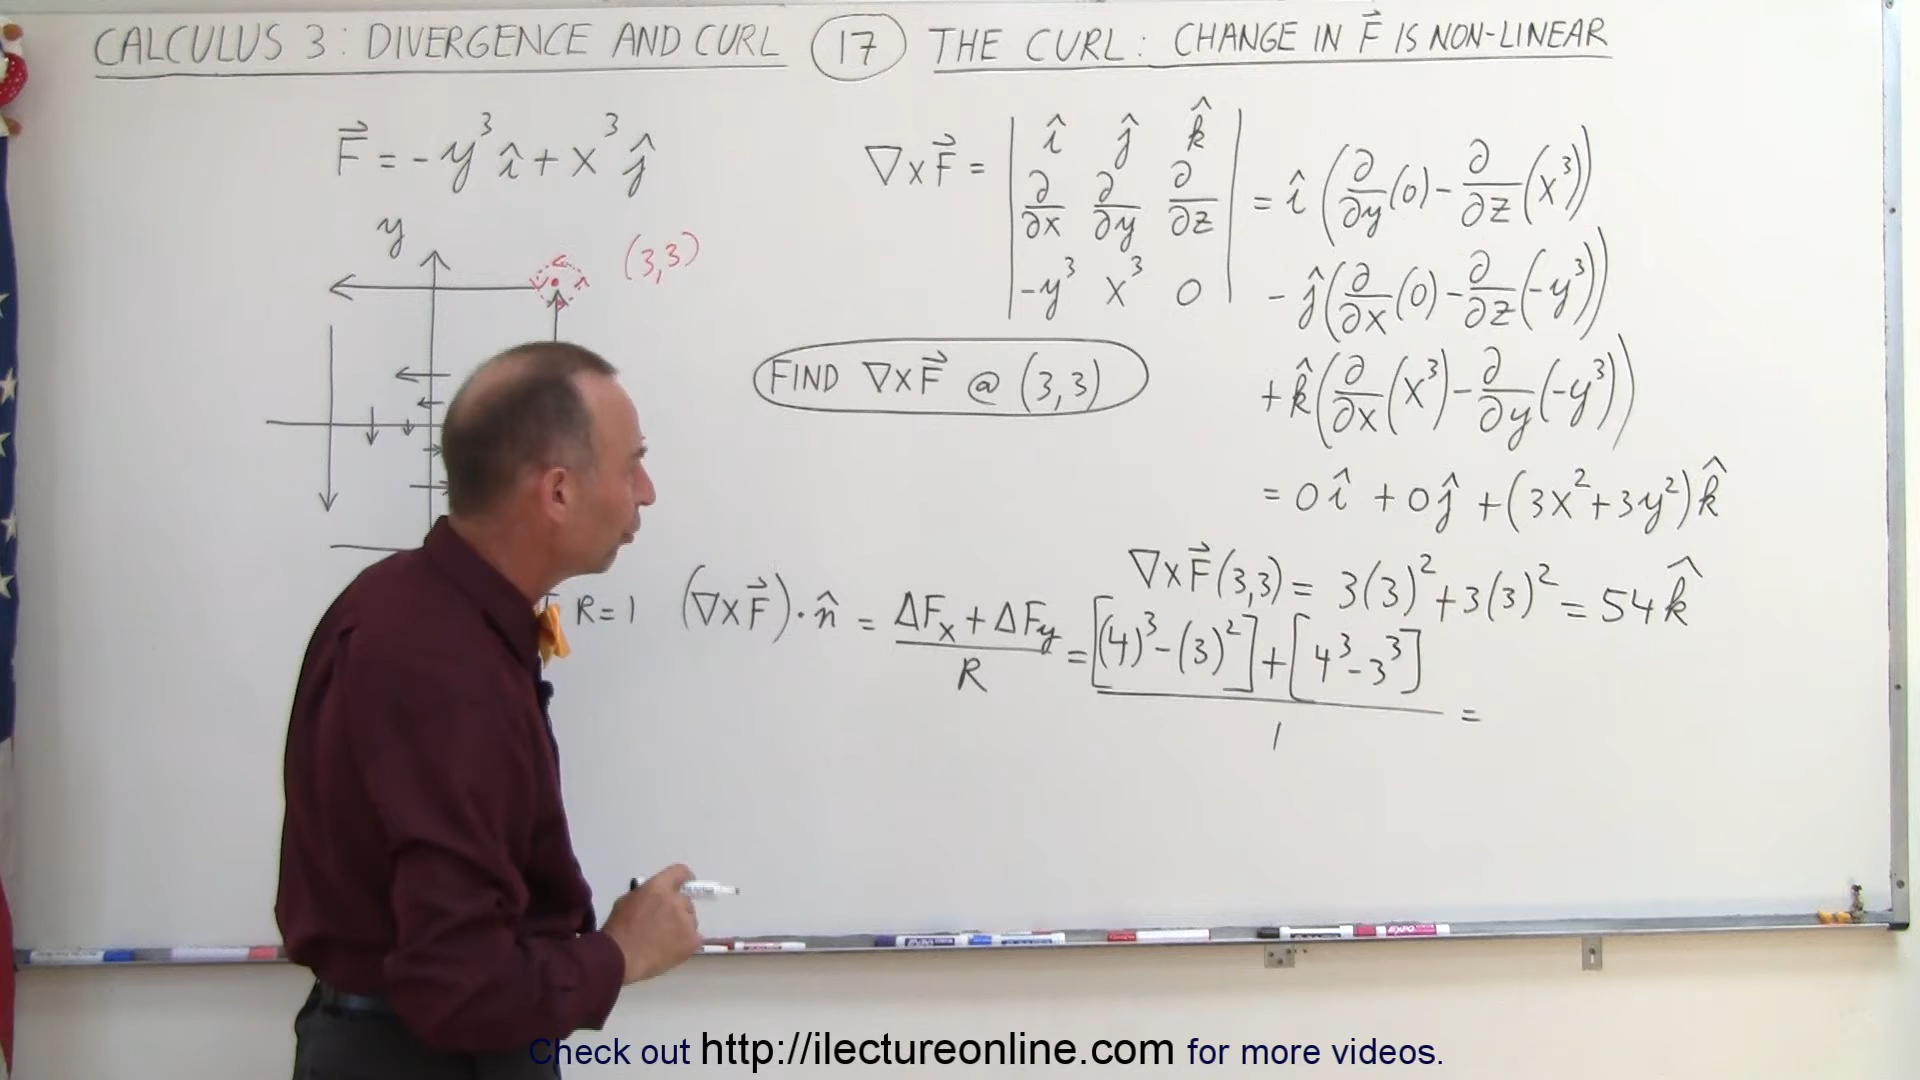 CALCULUS 3: DIVERGENCE AND CURL (17) THE CURL: CHANGE IN F⃗ IS NON-LINEAR
F⃗ = -y³ î + x³ ĵ
y
(3,3)
∇×F⃗ = | î ĵ k̂ |
| ∂/∂x ∂/∂y ∂/∂z |
| -y³ x³ 0 |
= î (∂/∂y (0) - ∂/∂z (x³))
- ĵ (∂/∂x (0) - ∂/∂z (-y³))
+ k̂ (∂/∂x (x³) - ∂/∂y (-y³))
= 0î + 0ĵ + (3x² + 3y²) k̂
FIND ∇×F⃗ @ (3,3)
∇×F⃗ (3,3) = 3(3)² + 3(3)² = 54 k̂
R=1 (∇×F⃗)·n̂ = (ΔFx + ΔFy)/R = ([(4)³ - (3)²] + [4³ - 3³])/1 =
Check out http://ilectureonline.com for more videos.